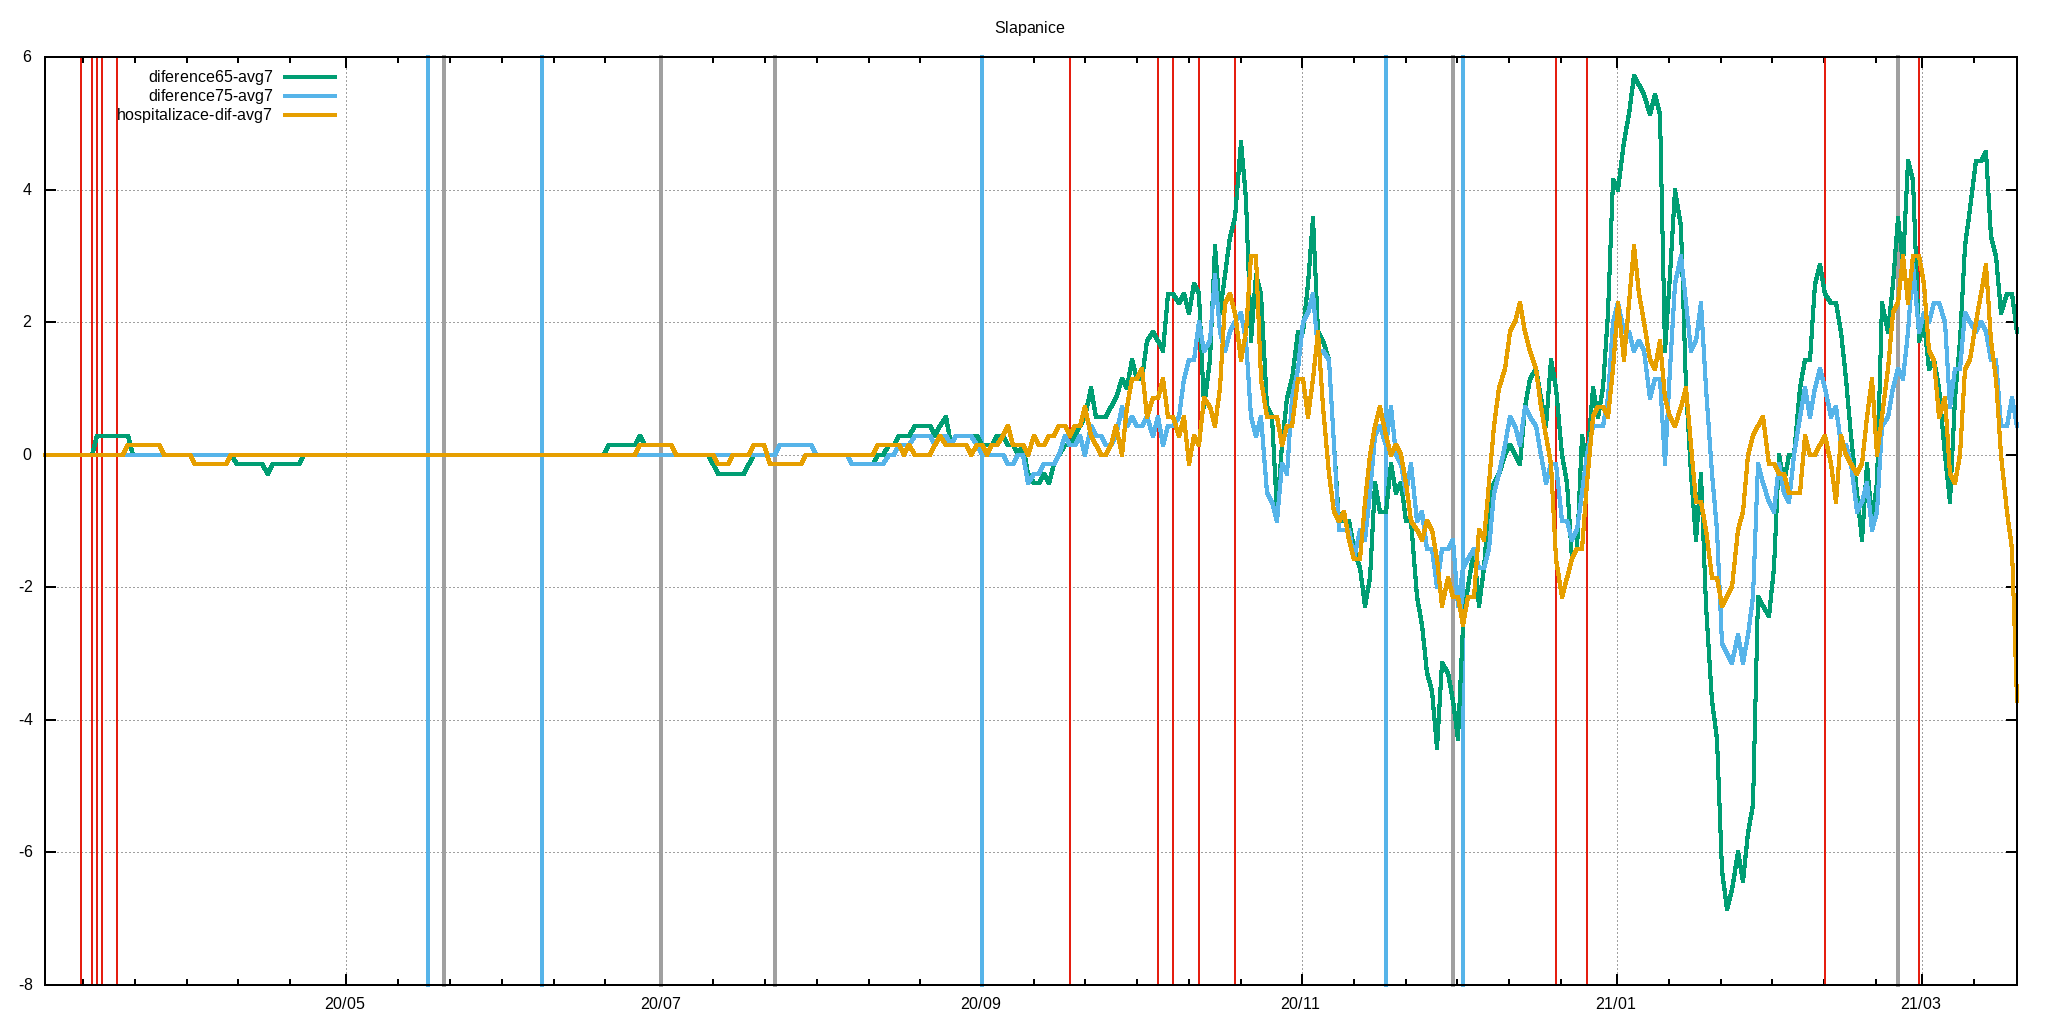 Slapanice
6
diference65-avg7
diference75-avg7
hospitalizace-dif-avg7
4
2
0
-2
-4
-6
-8
20/05 20/07 20/09 20/11 21/01 21/03